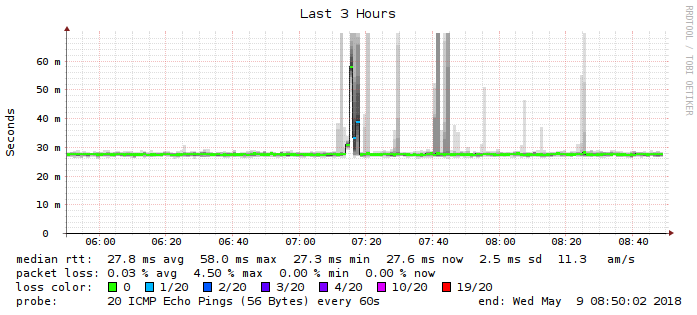 Last 3 Hours
RRDTOOL / TOBI OETIKER
Seconds
60 m
50 m
40 m
30 m
20 m
10 m
0
06:00 06:20 06:40 07:00 07:20 07:40 08:00 08:20 08:40
median rtt: 27.8 ms avg 58.0 ms max 27.3 ms min 27.6 ms now 2.5 ms sd 11.3 am/s
packet loss: 0.03 % avg 4.50 % max 0.00 % min 0.00 % now
loss color: 0 1/20 2/20 3/20 4/20 10/20 19/20
probe: 20 ICMP Echo Pings (56 Bytes) every 60s end: Wed May 9 08:50:02 2018